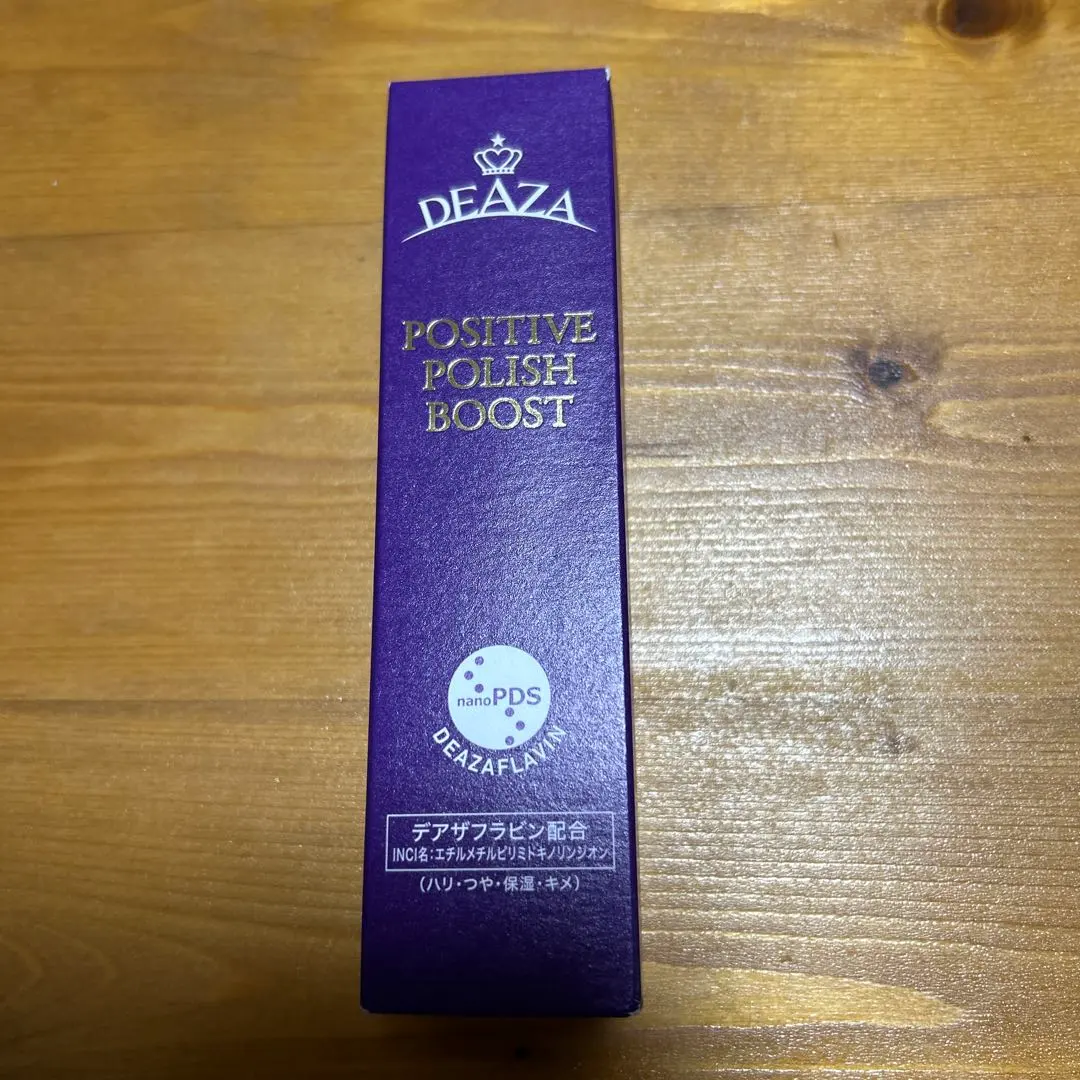 DEAZA
POSITIVE
POLISH
BOOST
nanoPDS
DEAZAFLAVIN
デアザフラビン配合
INCI名:エチルメチルピリミドキノリンジオン
(ハリ・つや・保湿・キメ)